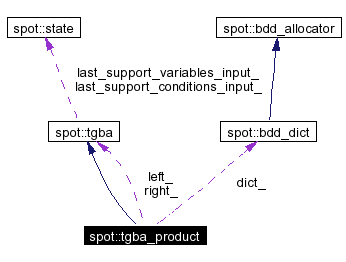 spot::state
spot::bdd_allocator
last_support_variables_input_
last_support_conditions_input_
spot::tgba
spot::bdd_dict
left_
right_
dict_
spot::tgba_product